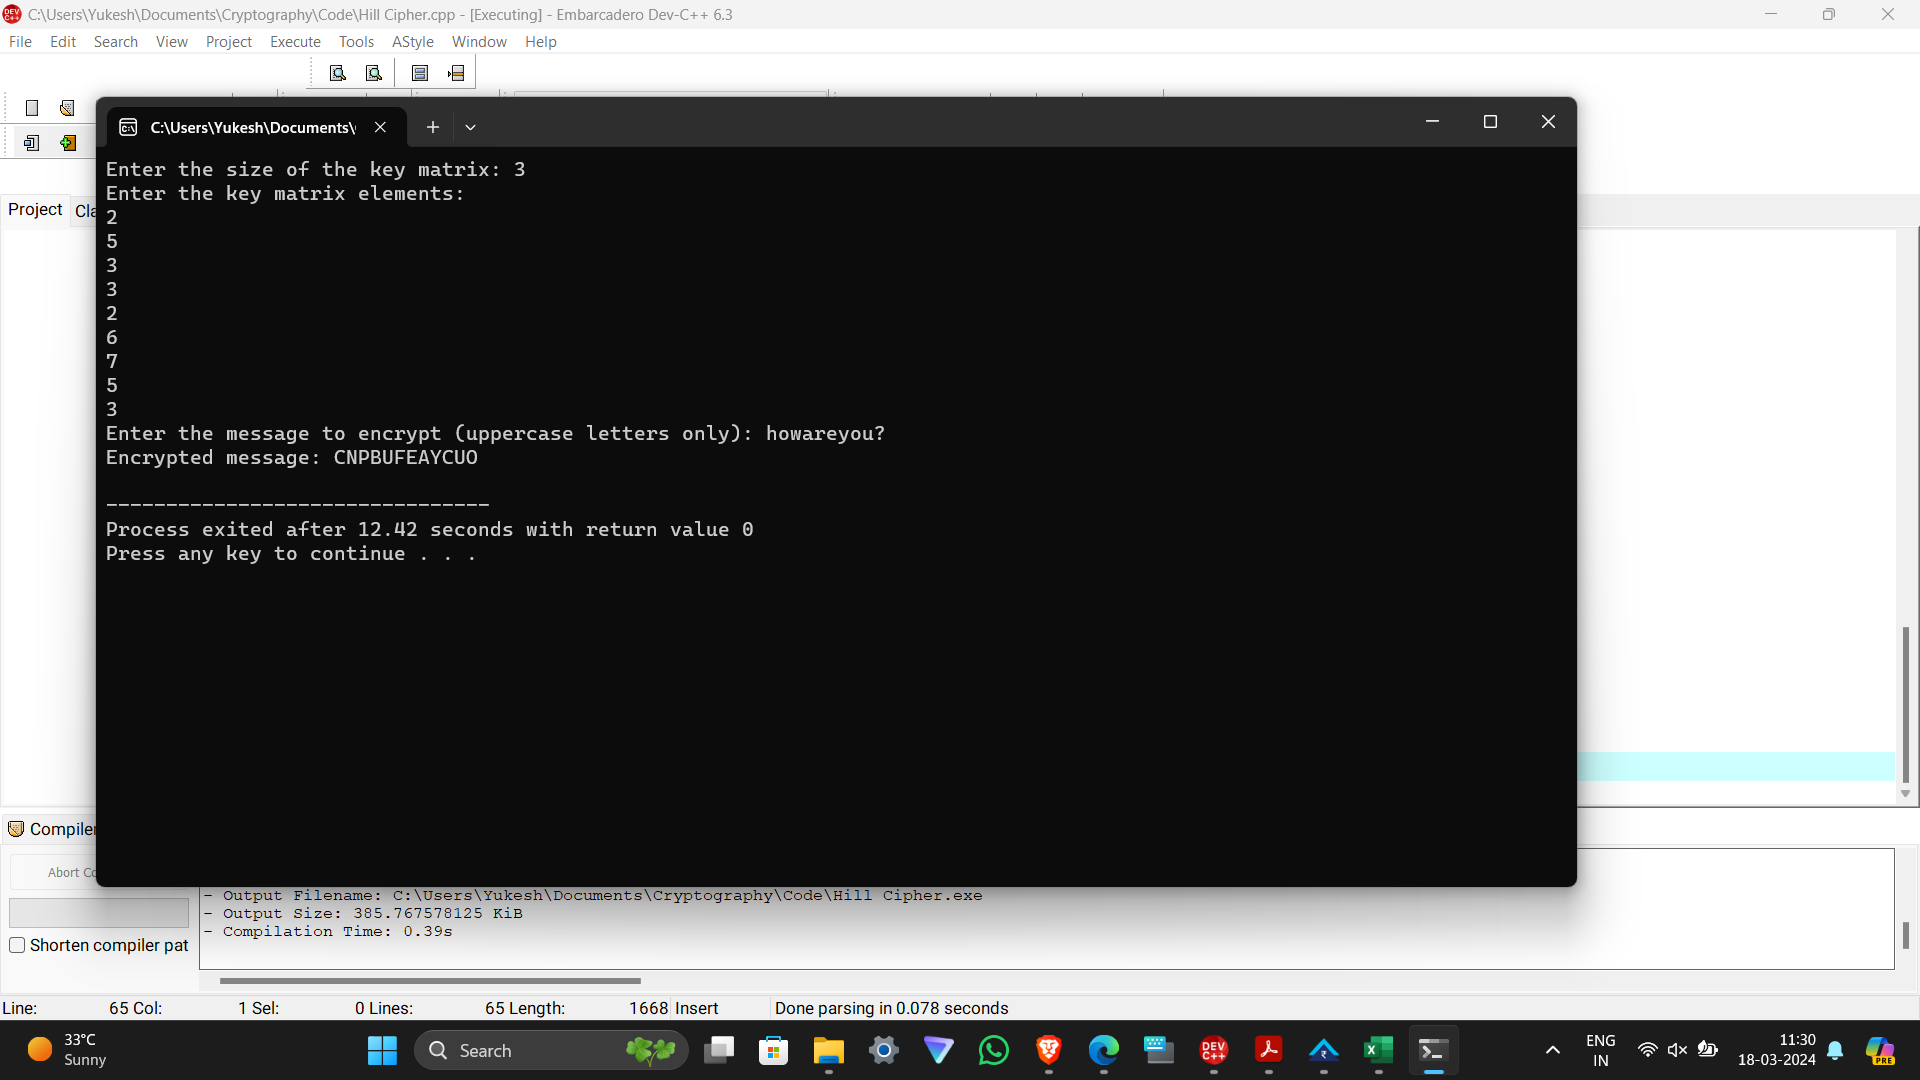 C:\Users\Yukesh\Documents\Cryptography\Code\Hill Cipher.cpp - [Executing] - Embarcadero Dev-C++ 6.3
File Edit Search View Project Execute Tools AStyle Window Help
C:\Users\Yukesh\Documents\
Project Cla
Enter the size of the key matrix: 3
Enter the key matrix elements:
2
5
3
3
2
6
7
5
3
Enter the message to encrypt (uppercase letters only): howareyou?
Encrypted message: CNPBUFEAYCUO
--------------------------------
Process exited after 12.42 seconds with return value 0
Press any key to continue . . .
Compiler
Abort Co
- Output Filename: C:\Users\Yukesh\Documents\Cryptography\Code\Hill Cipher.exe
- Output Size: 385.767578125 KiB
- Compilation Time: 0.39s
Shorten compiler pat
Line: 65 Col: 1 Sel: 0 Lines: 65 Length: 1668 Insert Done parsing in 0.078 seconds
33°C
Sunny
Search
DEV C++
PRE
ENG
IN
11:30
18-03-2024